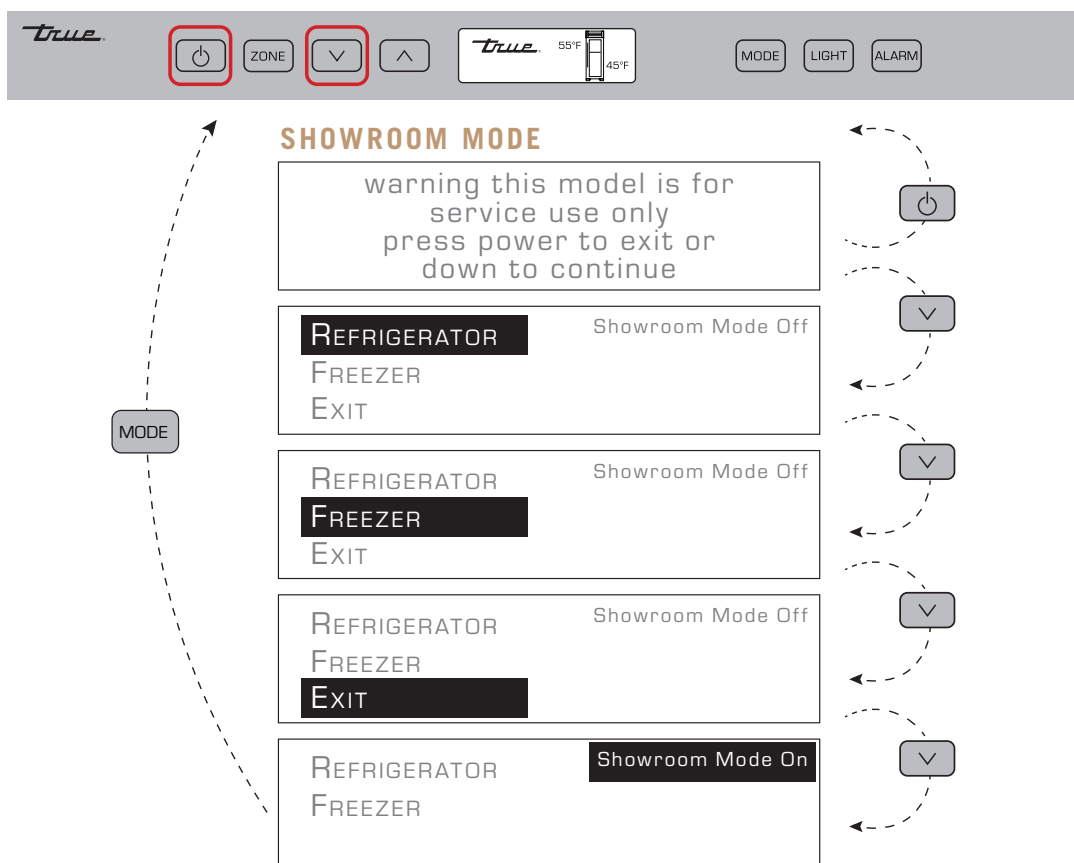 true.
ZONE
true.
55°F
45°F
MODE
LIGHT
ALARM
SHOWROOM MODE
warning this model is for
service use only
press power to exit or
down to continue
REFRIGERATOR
Showroom Mode Off
FREEZER
EXIT
MODE
REFRIGERATOR
Showroom Mode Off
FREEZER
EXIT
REFRIGERATOR
Showroom Mode Off
FREEZER
EXIT
REFRIGERATOR
Showroom Mode On
FREEZER